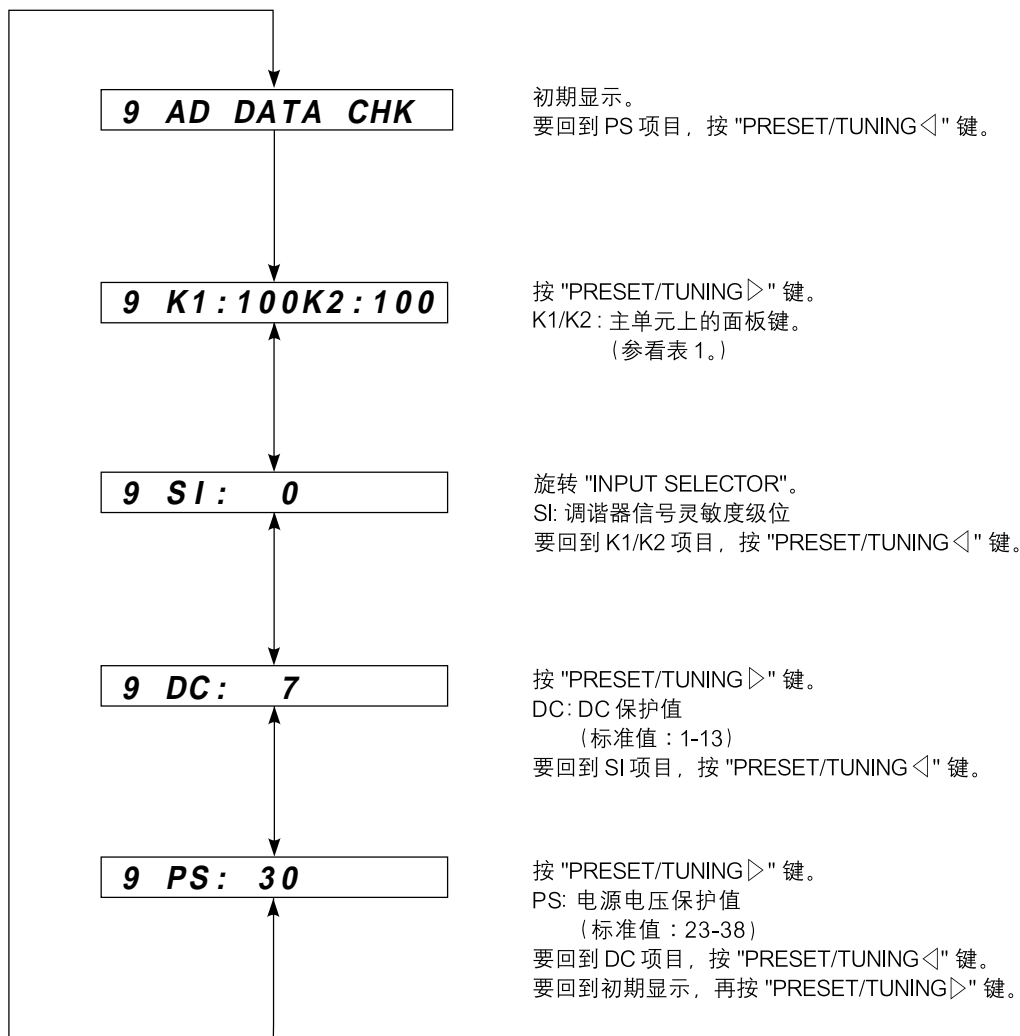 9 AD DATA CHK
初期显示。
要回到 PS 项目，按 "PRESET/TUNING◁" 键。
9 K1:100K2:100
按 "PRESET/TUNING▷" 键。
K1/K2 : 主单元上的面板键。
（参看表 1。）
9 SI: 0
旋转 "INPUT SELECTOR"。
SI: 调谐器信号灵敏度级位
要回到 K1/K2 项目，按 "PRESET/TUNING◁" 键。
9 DC: 7
按 "PRESET/TUNING▷" 键。
DC: DC 保护值
（标准值：1-13）
要回到 SI 项目，按 "PRESET/TUNING◁" 键。
9 PS: 30
按 "PRESET/TUNING▷" 键。
PS: 电源电压保护值
（标准值：23-38）
要回到 DC 项目，按 "PRESET/TUNING◁" 键。
要回到初期显示，再按 "PRESET/TUNING▷" 键。